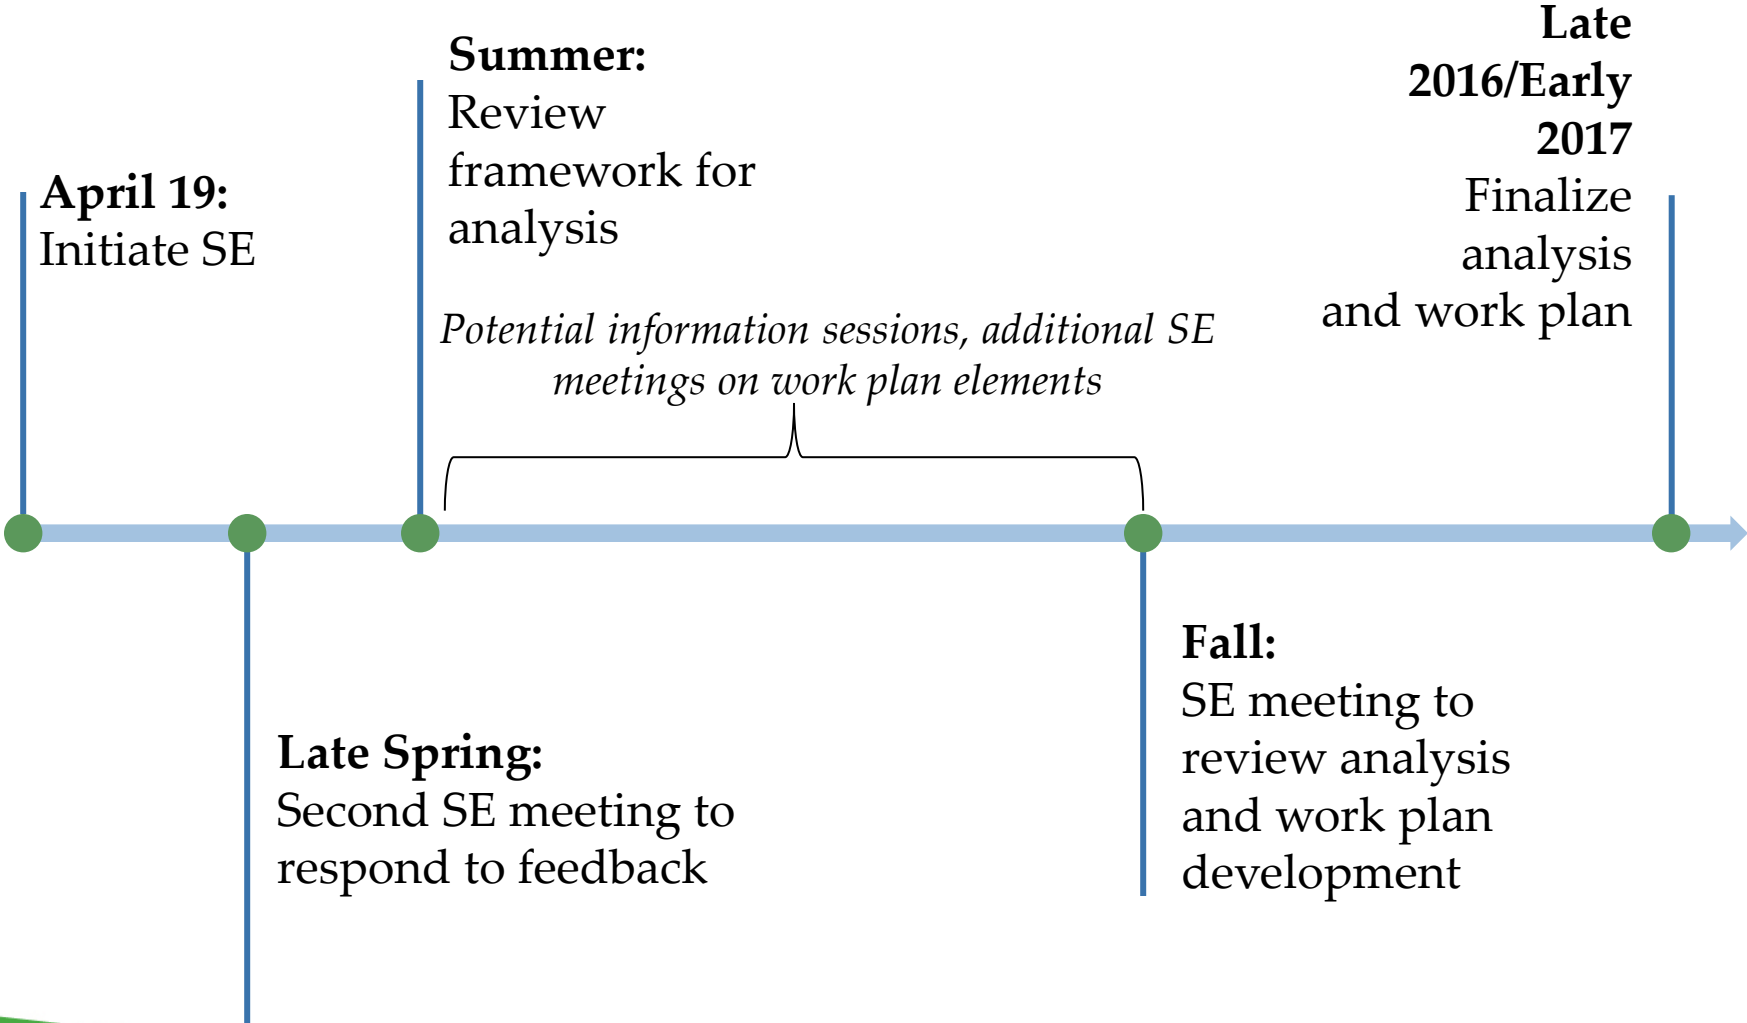 April 19:
Initiate SE
Late Spring:
Second SE meeting to
respond to feedback
Summer:
Review
framework for
analysis
Potential information sessions, additional SE
meetings on work plan elements
Fall:
SE meeting to
review analysis
and work plan
development
Late
2016/Early
2017
Finalize
analysis
and work plan